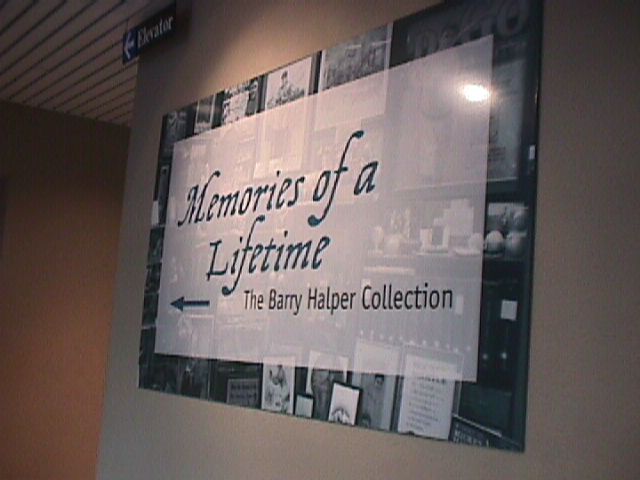 Elevator
Memories of a
Lifetime
The Barry Halper Collection